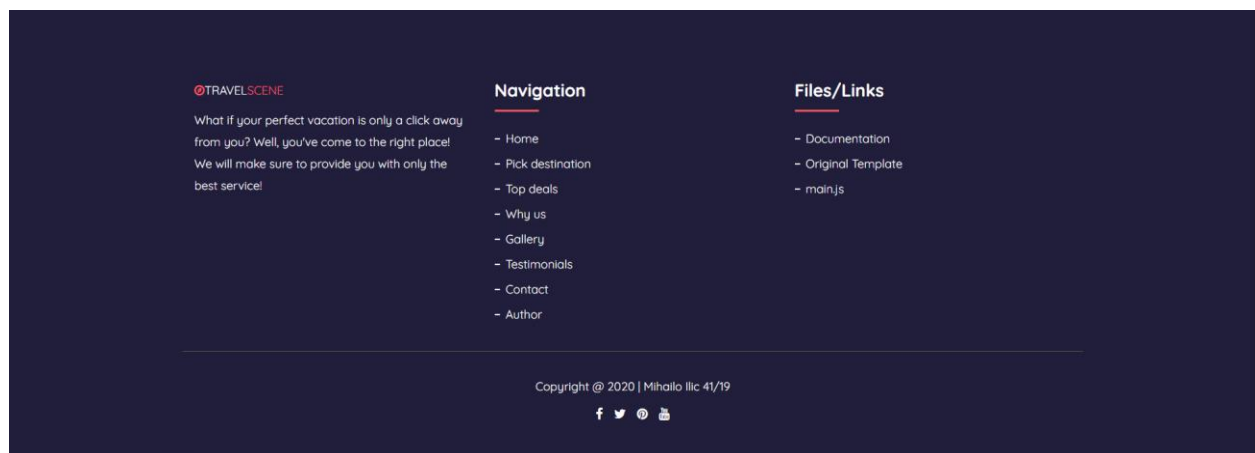 TRAVELSCENE
What if your perfect vacation is only a click away
from you? Well, you've come to the right place!
We will make sure to provide you with only the
best service!
Navigation
– Home
– Pick destination
– Top deals
– Why us
– Gallery
– Testimonials
– Contact
– Author
Files/Links
– Documentation
– Original Template
– main.js
Copyright @ 2020 | Mihailo Ilic 41/19